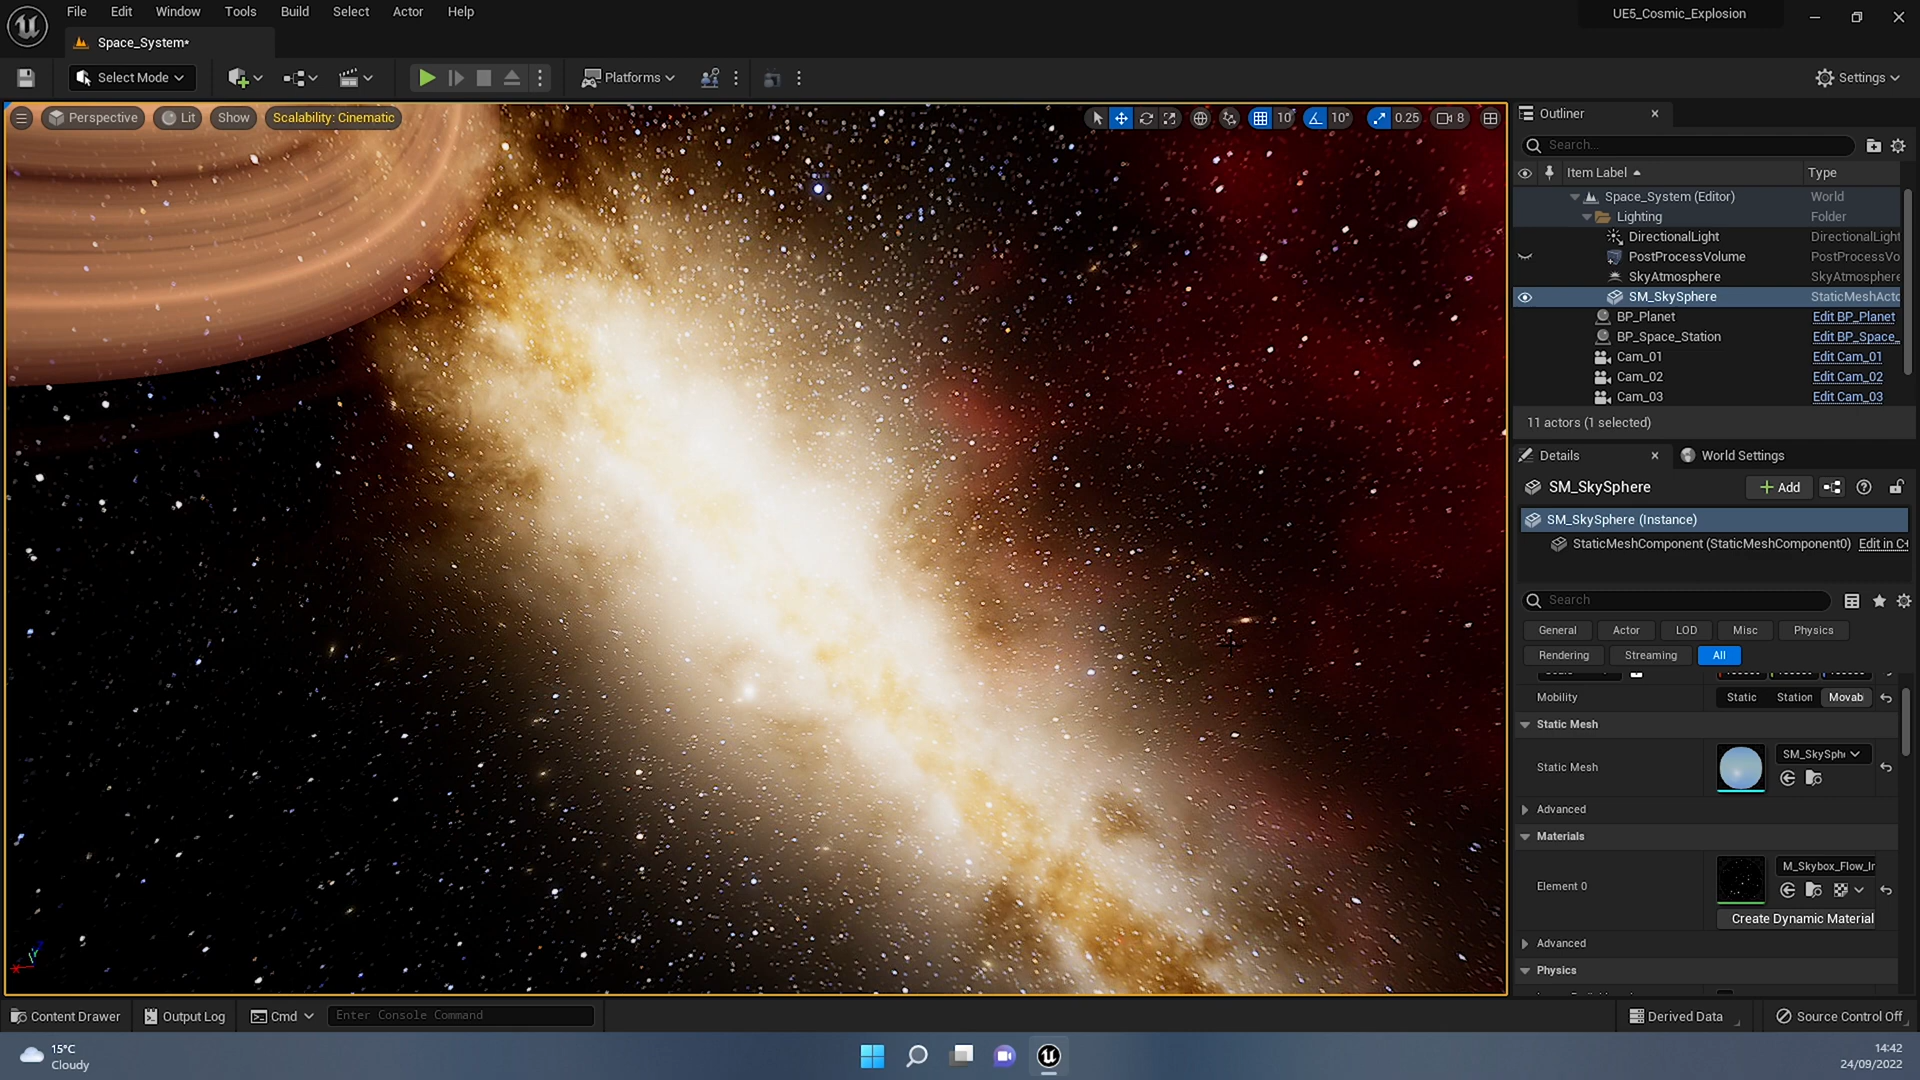 File Edit Window Tools Build Select Actor Help
UE5_Cosmic_Explosion
Space_System*
Select Mode
Platforms
Settings
Perspective Lit Show Scalability: Cinematic
10 10° 0.25 8
Outliner
Search...
Item Label Type
Space_System (Editor) World
Lighting Folder
DirectionalLight DirectionalLight
PostProcessVolume PostProcessVo
SkyAtmosphere SkyAtmosphere
SM_SkySphere StaticMeshActo
BP_Planet Edit BP_Planet
BP_Space_Station Edit BP_Space_
Cam_01 Edit Cam_01
Cam_02 Edit Cam_02
Cam_03 Edit Cam_03
11 actors (1 selected)
Details World Settings
SM_SkySphere Add
SM_SkySphere (Instance)
StaticMeshComponent (StaticMeshComponent0) Edit in C+
Search
General Actor LOD Misc Physics
Rendering Streaming All
Mobility Static Station Movab
Static Mesh
SM_SkySph
Static Mesh
Advanced
Materials
M_Skybox_Flow_In
Element 0
Create Dynamic Material
Advanced
Physics
Content Drawer Output Log Cmd Enter Console Command Derived Data Source Control Off
15°C
Cloudy
14:42
24/09/2022